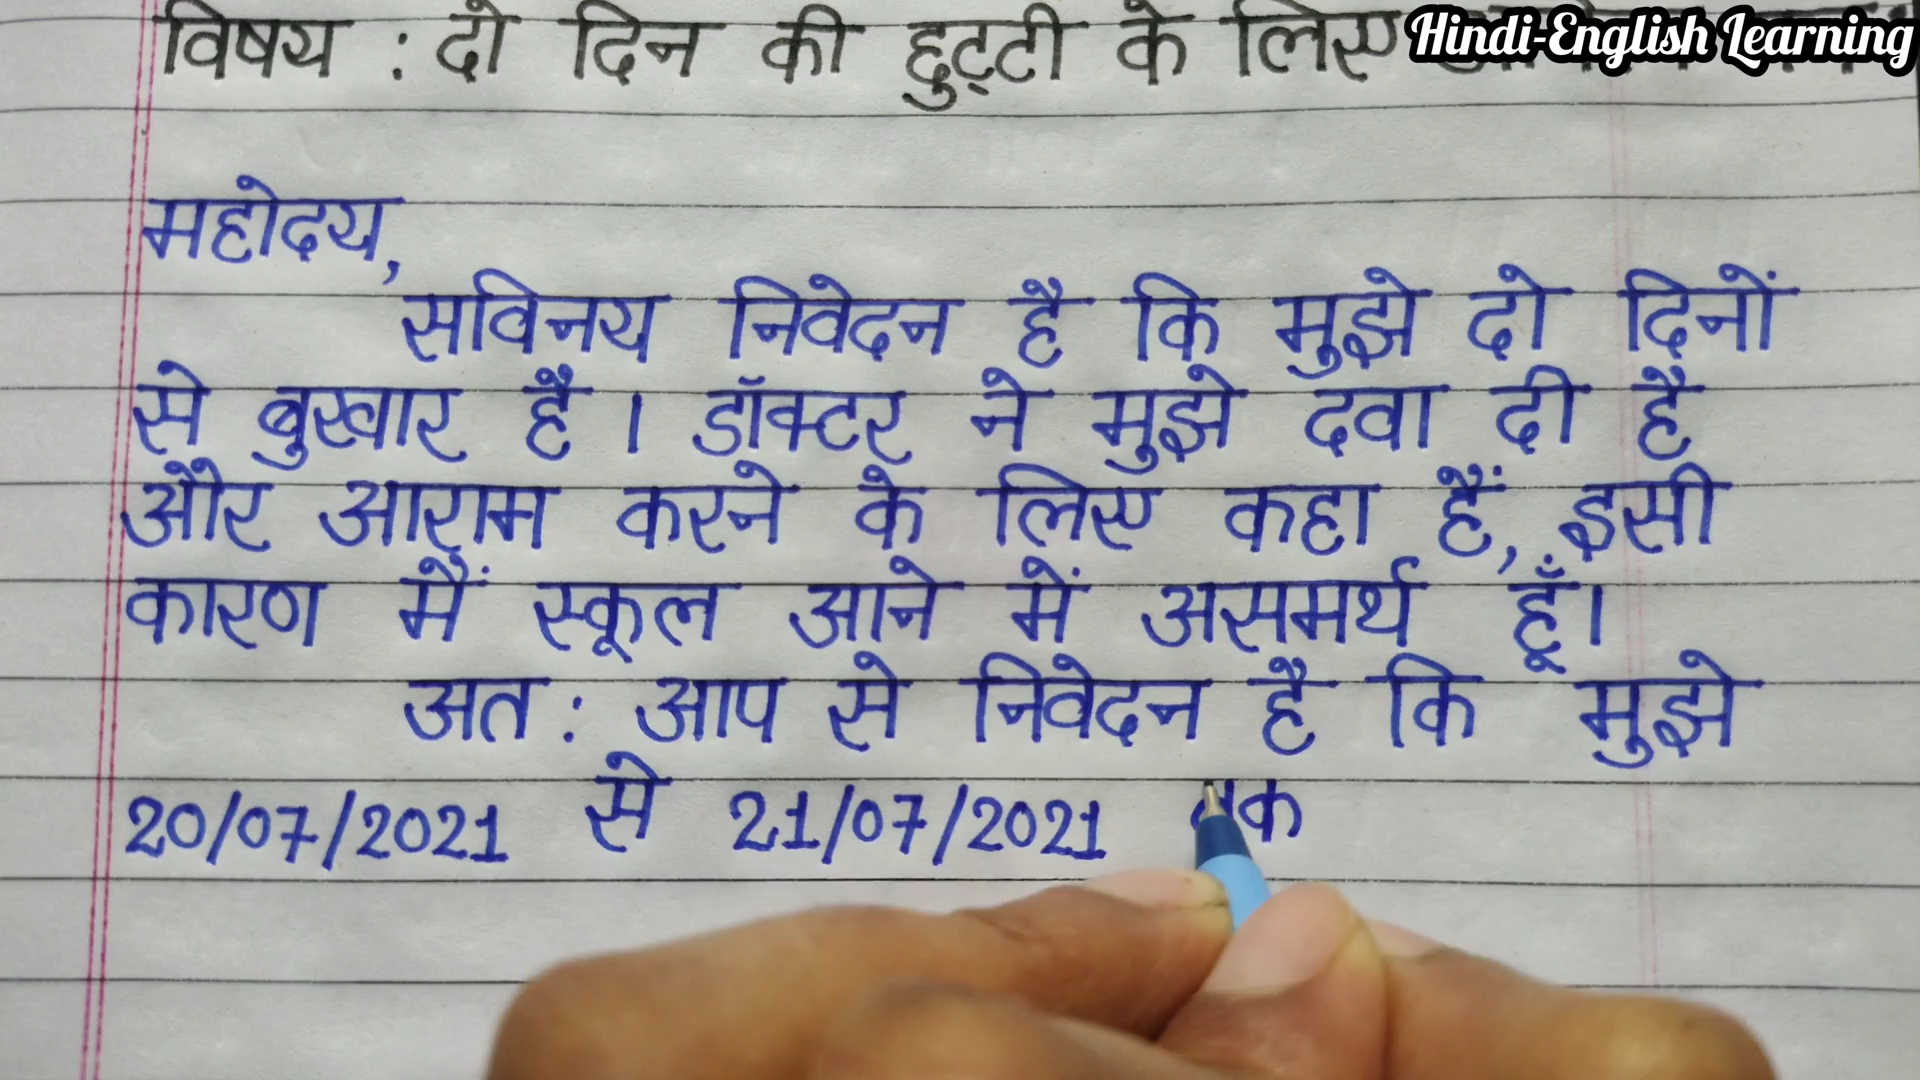 विषय : दो दिन की छुट्टी के लिए
Hindi-English Learning
महोदय,
सविनय निवेदन है कि मुझे दो दिनों
से बुखार है । डॉक्टर ने मुझे दवा दी है
और आराम करने के लिए कहा हैं, इसी
कारण मैं स्कूल आने में असमर्थ हूँ।
अत: आप से निवेदन है कि मुझे
20/07/2021 से 21/07/2021 तक